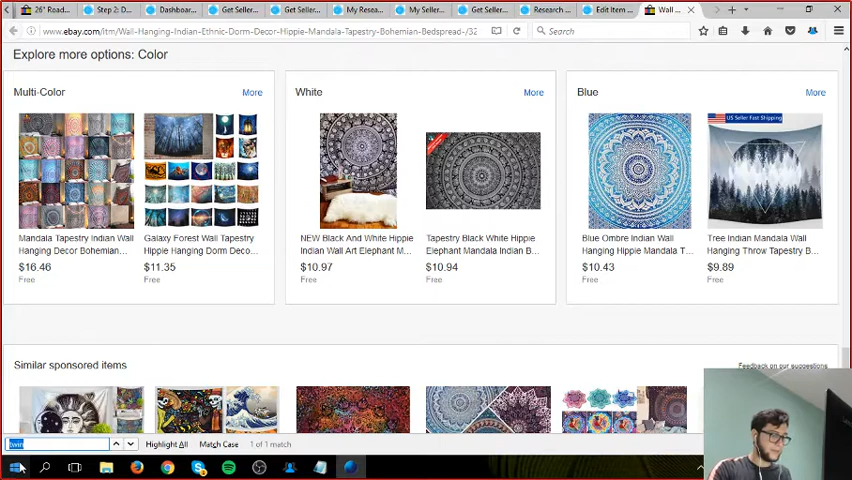 26" Road...
Step 2: D...
Dashboar...
Get Seller...
Get Seller...
My Resea...
My Seller...
Get Seller...
Research ...
Edit Item ...
Wall ...
www.ebay.com/itm/Wall-Hanging-Indian-Ethnic-Dorm-Decor-Hippie-Mandala-Tapestry-Bohemian-Bedspread-/32
Search
Explore more options: Color
Multi-Color
More
White
More
Blue
More
US Seller Fast Shipping
Mandala Tapestry Indian Wall
Hanging Decor Bohemian...
$16.46
Free
Galaxy Forest Wall Tapestry
Hippie Hanging Dorm Deco...
$11.35
Free
NEW Black And White Hippie
Indian Wall Art Elephant M...
$10.97
Free
Tapestry Black White Hippie
Elephant Mandala Indian B...
$10.94
Free
Blue Ombre Indian Wall
Hanging Hippie Mandala T...
$10.43
Free
Tree Indian Mandala Wall
Hanging Throw Tapestry B...
$9.89
Free
Similar sponsored items
Feedback on our suggestions
twin
Highlight All
Match Case
1 of 1 match